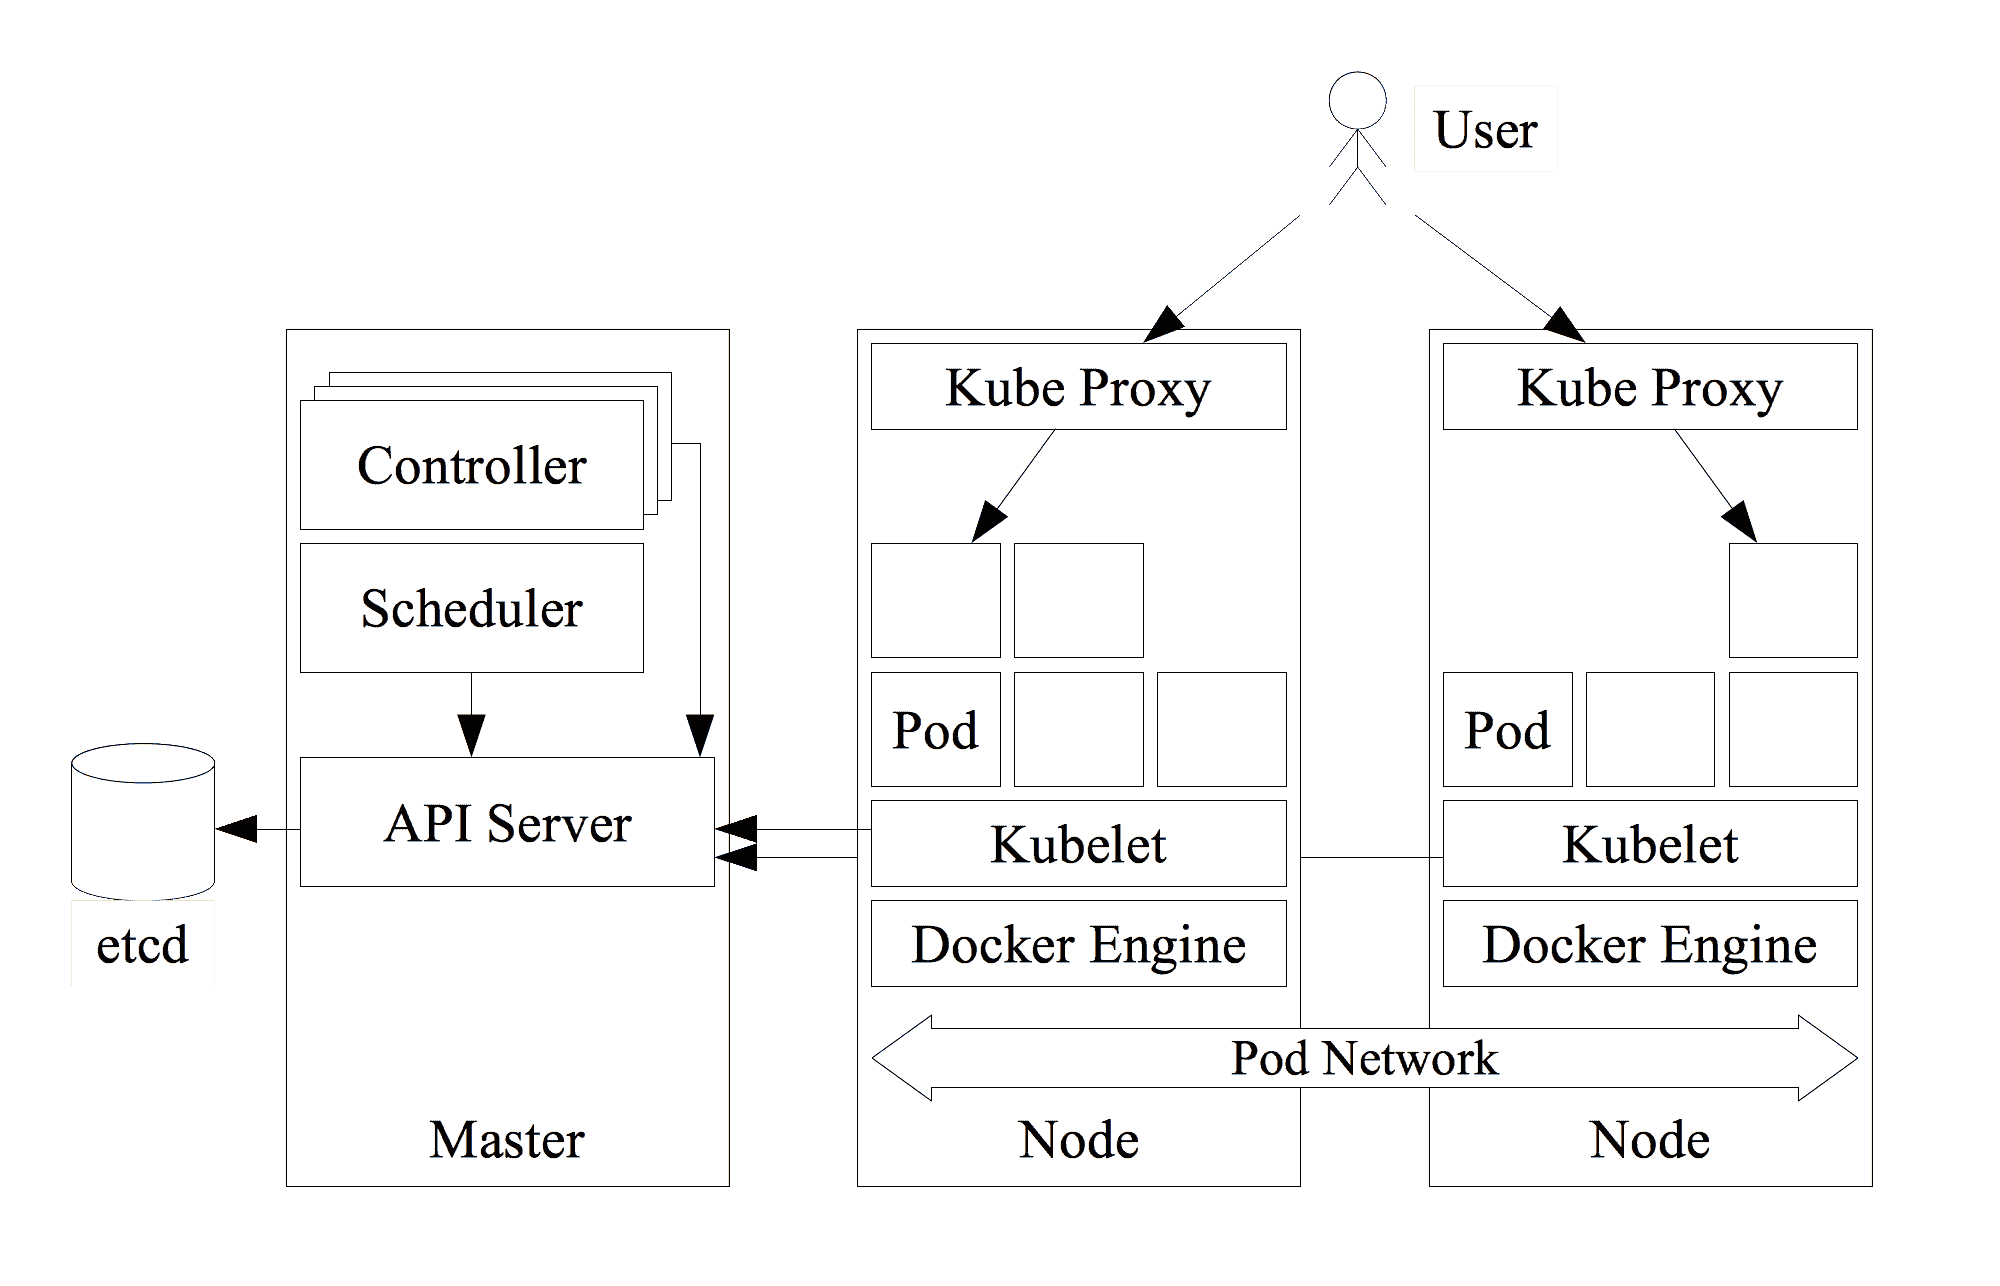 User
Kube Proxy
Kube Proxy
Controller
Scheduler
Pod
Pod
API Server
Kubelet
Kubelet
etcd
Docker Engine
Docker Engine
Pod Network
Master
Node
Node